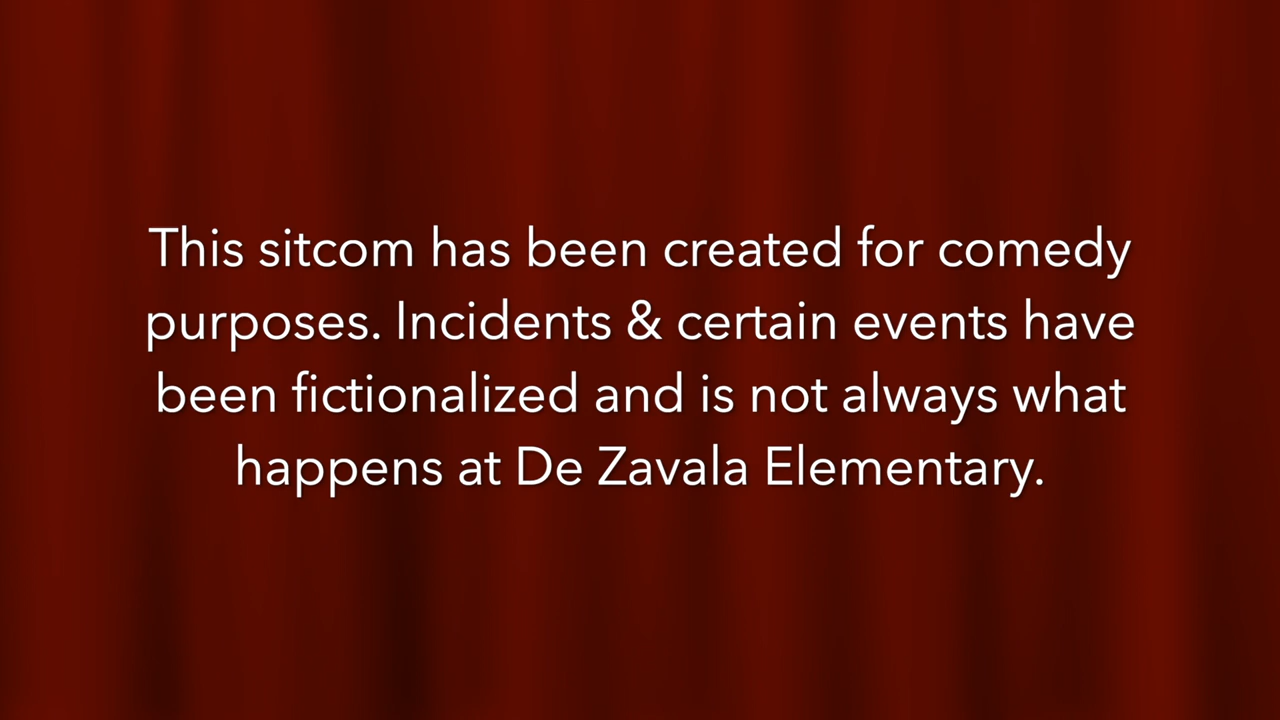 This sitcom has been created for comedy
purposes. Incidents & certain events have
been fictionalized and is not always what
happens at De Zavala Elementary.